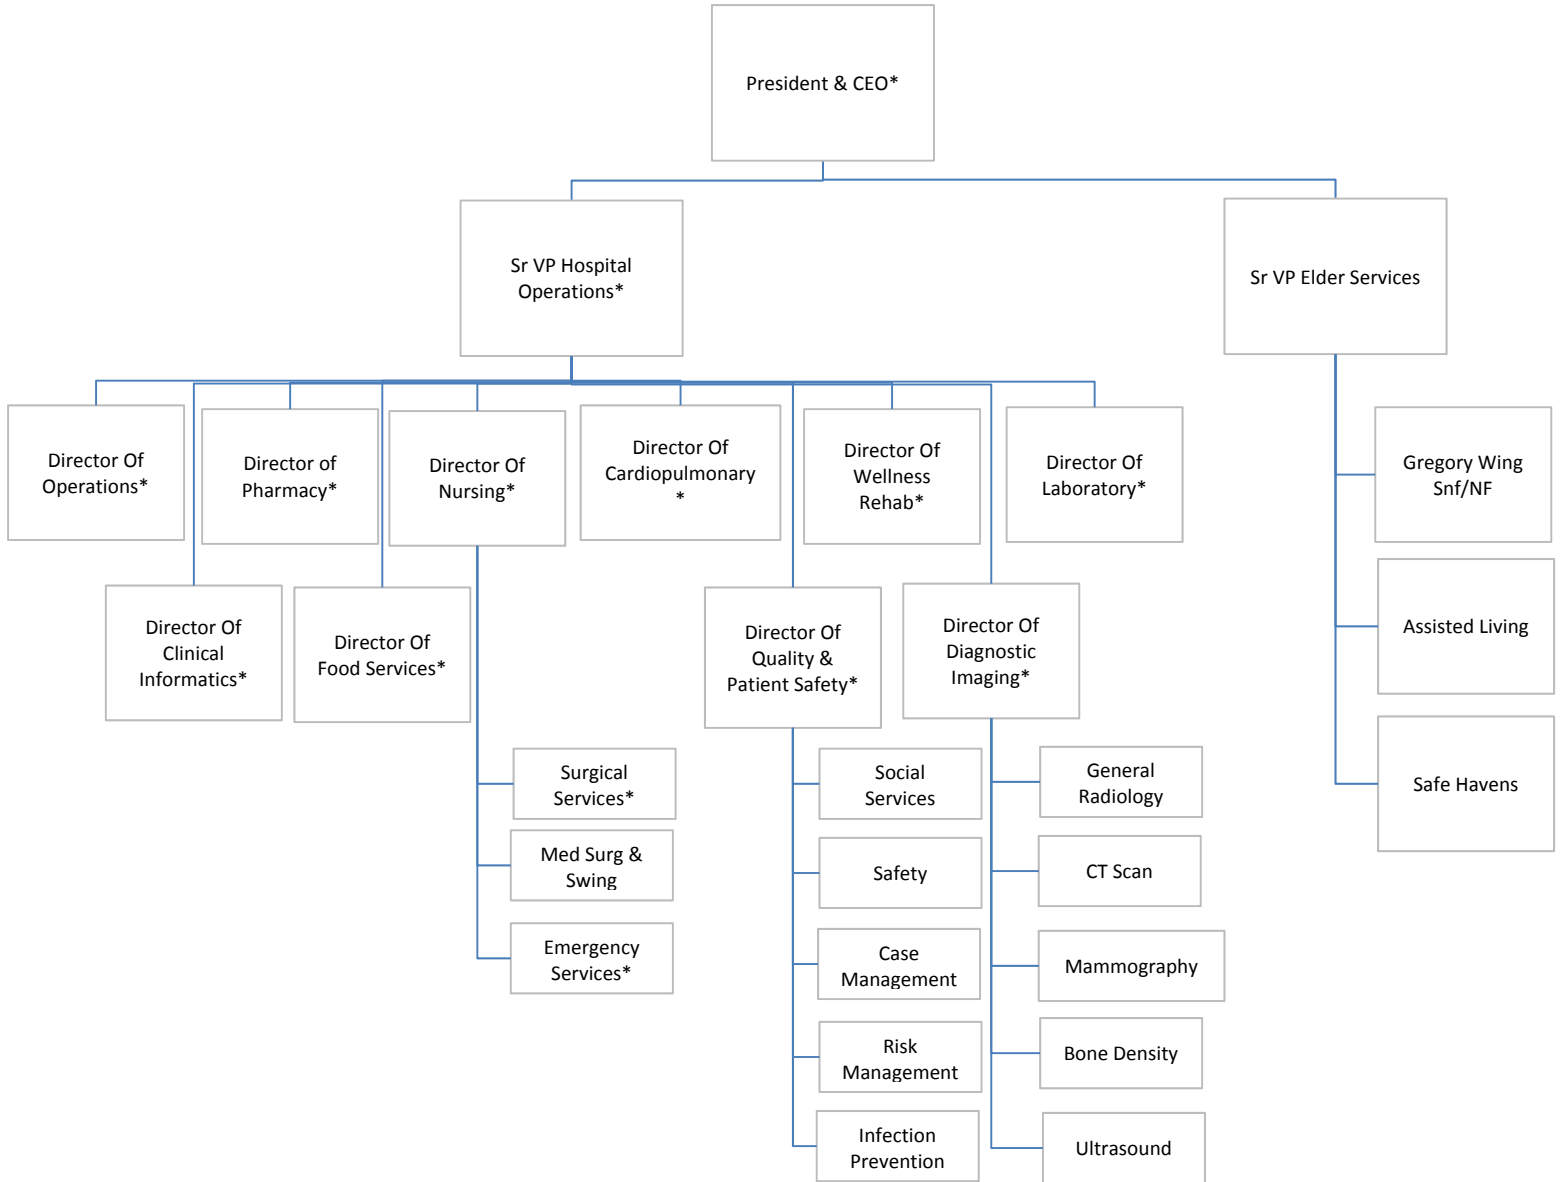 President & CEO*
Sr VP Hospital
Operations*
Sr VP Elder Services
Director Of
Operations*
Director of
Pharmacy*
Director Of
Nursing*
Director Of
Cardiopulmonary
*
Director Of
Wellness
Rehab*
Director Of
Laboratory*
Gregory Wing
Snf/NF
Director Of
Clinical
Informatics*
Director Of
Food Services*
Director Of
Quality &
Patient Safety*
Director Of
Diagnostic
Imaging*
Assisted Living
Surgical
Services*
Social
Services
General
Radiology
Safe Havens
Med Surg &
Swing
Safety
CT Scan
Emergency
Services*
Case
Management
Mammography
Risk
Management
Bone Density
Infection
Prevention
Ultrasound